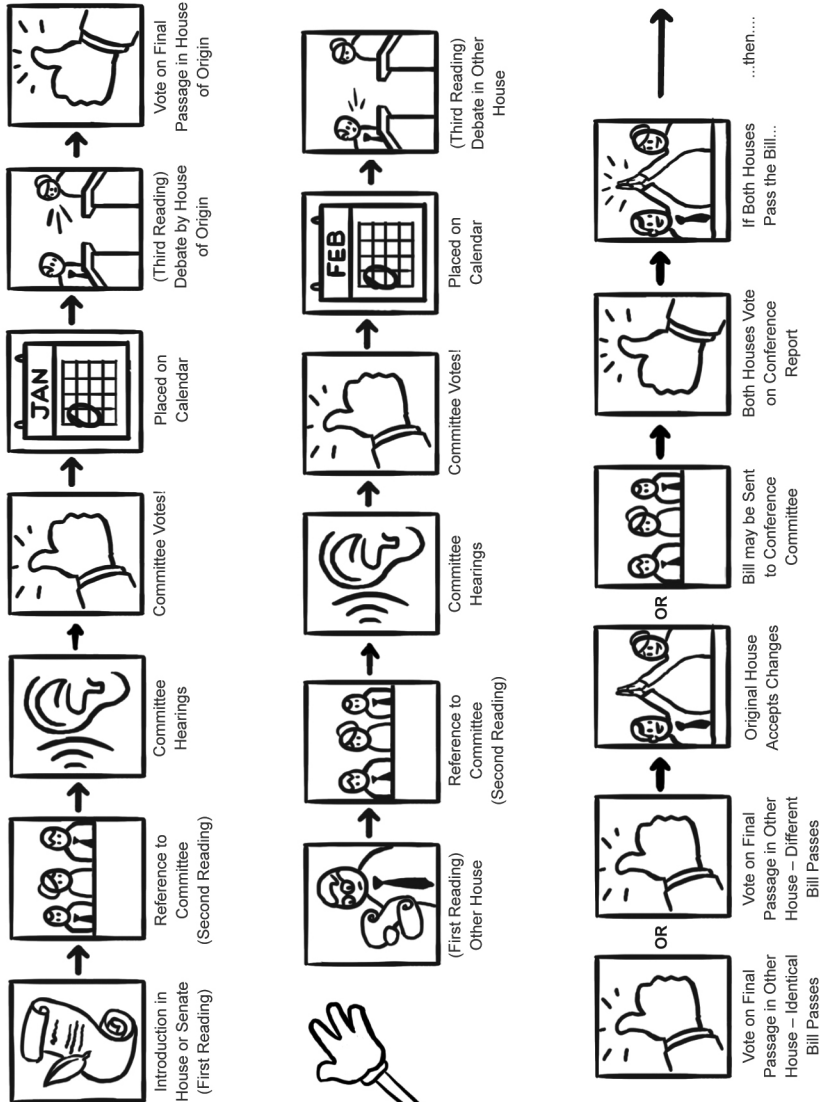 Introduction in
House or Senate
(First Reading)
Reference to
Committee
(Second Reading)
Committee
Hearings
Committee Votes!
JAN
Placed on
Calendar
(Third Reading)
Debate by House
of Origin
Vote on Final
Passage in House
of Origin
(First Reading)
Other House
Reference to
Committee
(Second Reading)
Committee
Hearings
Committee Votes!
FEB
Placed on
Calendar
(Third Reading)
Debate in Other
House
Vote on Final
Passage in Other
House – Identical
Bill Passes
OR
Vote on Final
Passage in Other
House – Different
Bill Passes
Original House
Accepts Changes
OR
Bill may be Sent
to Conference
Committee
Both Houses Vote
on Conference
Report
If Both Houses
Pass the Bill...
...then....